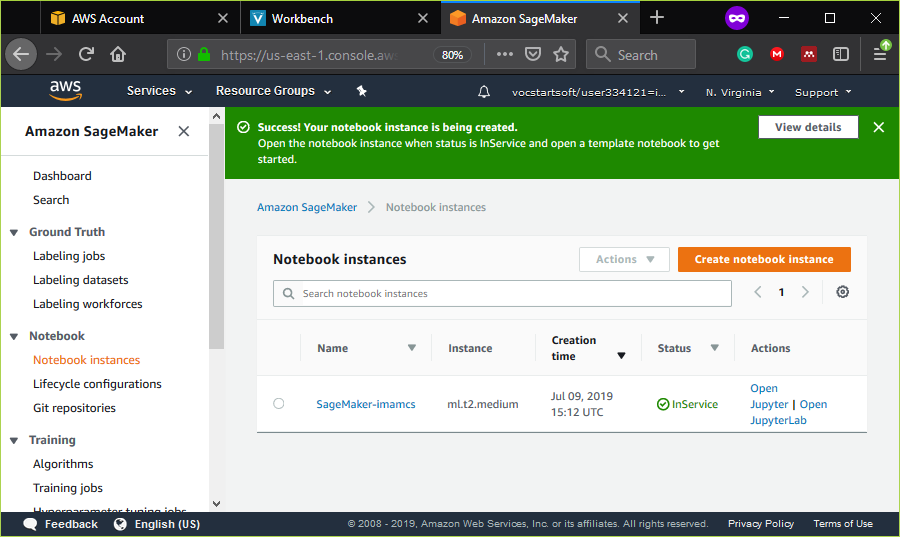 AWS Account
Workbench
Amazon SageMaker
https://us-east-1.console.aws
80%
Search
aws
Services
Resource Groups
vocstartsoft/user334121=i...
N. Virginia
Support
Amazon SageMaker
Dashboard
Search
Ground Truth
Labeling jobs
Labeling datasets
Labeling workforces
Notebook
Notebook instances
Lifecycle configurations
Git repositories
Training
Algorithms
Training jobs
Hyperparameter tuning jobs
Success! Your notebook instance is being created.
Open the notebook instance when status is InService and open a template notebook to get
started.
View details
Amazon SageMaker
Notebook instances
Notebook instances
Actions
Create notebook instance
Search notebook instances
1
Name
Instance
Creation
time
Status
Actions
SageMaker-imamcs
ml.t2.medium
Jul 09, 2019
15:12 UTC
InService
Open
Jupyter | Open
JupyterLab
Feedback
English (US)
© 2008 - 2019, Amazon Web Services, Inc. or its affiliates. All rights reserved.
Privacy Policy
Terms of Use